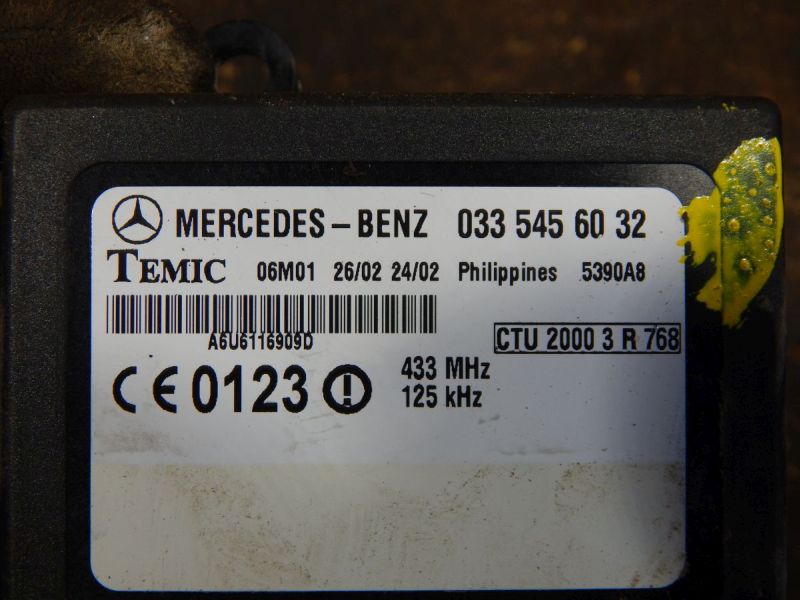 MERCEDES-BENZ 033 545 60 32
TEMIC 06M01 26/02 24/02 Philippines 5390A8
A6U6116909D
CTU 2000 3 R 768
CE 0123 433 MHz
125 kHz